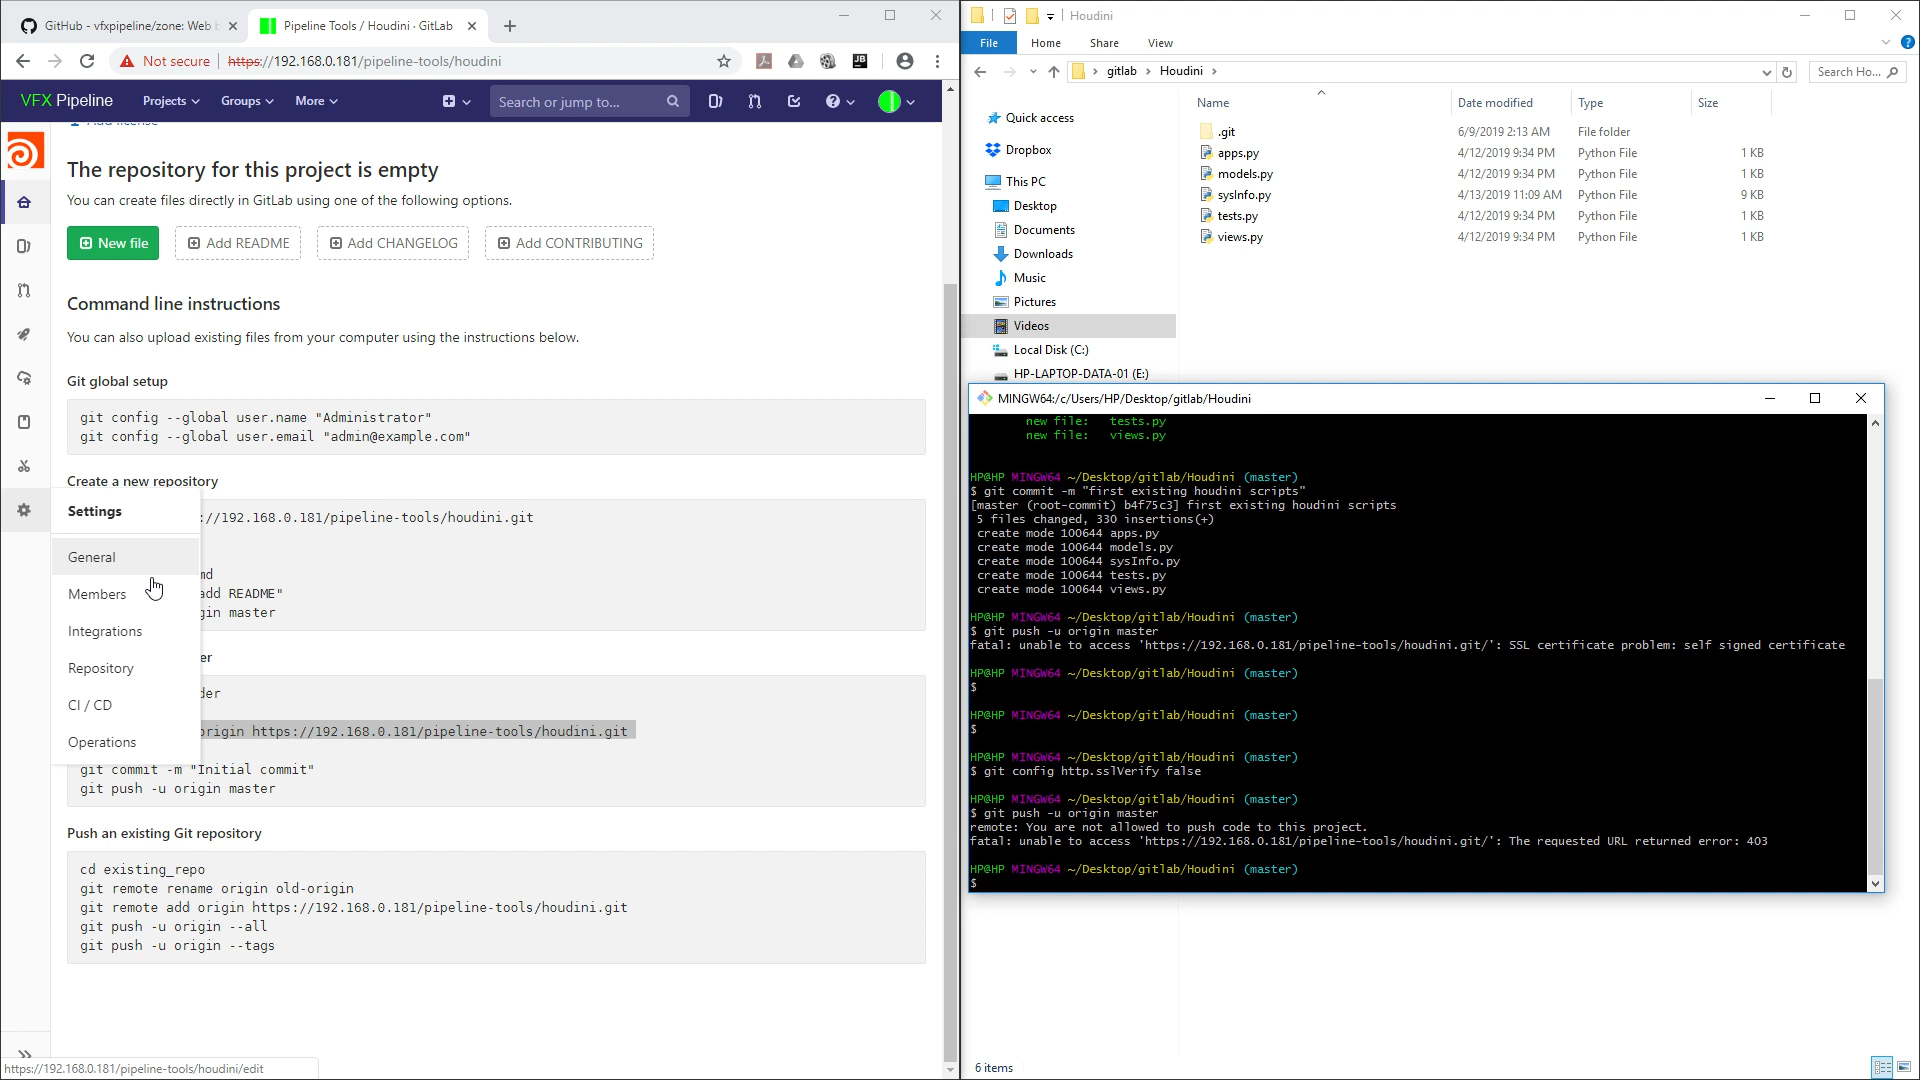 GitHub - vfxpipeline/zone: Web
Pipeline Tools / Houdini · GitLab
Not secure
https://192.168.0.181/pipeline-tools/houdini
VFX Pipeline
Projects
Groups
More
Search or jump to...
The repository for this project is empty
You can create files directly in GitLab using one of the following options.
New file
Add README
Add CHANGELOG
Add CONTRIBUTING
Command line instructions
You can also upload existing files from your computer using the instructions below.
Git global setup
git config --global user.name "Administrator"
git config --global user.email "admin@example.com"
Create a new repository
://192.168.0.181/pipeline-tools/houdini.git
add README"
gin master
Settings
General
Members
Integrations
Repository
CI / CD
Operations
origin https://192.168.0.181/pipeline-tools/houdini.git
git commit -m "Initial commit"
git push -u origin master
Push an existing Git repository
cd existing_repo
git remote rename origin old-origin
git remote add origin https://192.168.0.181/pipeline-tools/houdini.git
git push -u origin --all
git push -u origin --tags
https://192.168.0.181/pipeline-tools/houdini/edit
Houdini
File
Home
Share
View
gitlab
Houdini
Search Ho...
Name
Date modified
Type
Size
.git 6/9/2019 2:13 AM File folder
apps.py 4/12/2019 9:34 PM Python File 1 KB
models.py 4/12/2019 9:34 PM Python File 1 KB
sysInfo.py 4/13/2019 11:09 AM Python File 9 KB
tests.py 4/12/2019 9:34 PM Python File 1 KB
views.py 4/12/2019 9:34 PM Python File 1 KB
Quick access
Dropbox
This PC
Desktop
Documents
Downloads
Music
Pictures
Videos
Local Disk (C:)
HP-LAPTOP-DATA-01 (E:)
MINGW64:/c/Users/HP/Desktop/gitlab/Houdini
new file: tests.py
new file: views.py
HP@HP MINGW64 ~/Desktop/gitlab/Houdini (master)
$ git commit -m "first existing houdini scripts"
[master (root-commit) b4f75c3] first existing houdini scripts
5 files changed, 330 insertions(+)
create mode 100644 apps.py
create mode 100644 models.py
create mode 100644 sysInfo.py
create mode 100644 tests.py
create mode 100644 views.py
HP@HP MINGW64 ~/Desktop/gitlab/Houdini (master)
$ git push -u origin master
fatal: unable to access 'https://192.168.0.181/pipeline-tools/houdini.git/': SSL certificate problem: self signed certificate
HP@HP MINGW64 ~/Desktop/gitlab/Houdini (master)
$
HP@HP MINGW64 ~/Desktop/gitlab/Houdini (master)
$
HP@HP MINGW64 ~/Desktop/gitlab/Houdini (master)
$ git config http.sslVerify false
HP@HP MINGW64 ~/Desktop/gitlab/Houdini (master)
$ git push -u origin master
remote: You are not allowed to push code to this project.
fatal: unable to access 'https://192.168.0.181/pipeline-tools/houdini.git/': The requested URL returned error: 403
HP@HP MINGW64 ~/Desktop/gitlab/Houdini (master)
$
6 items